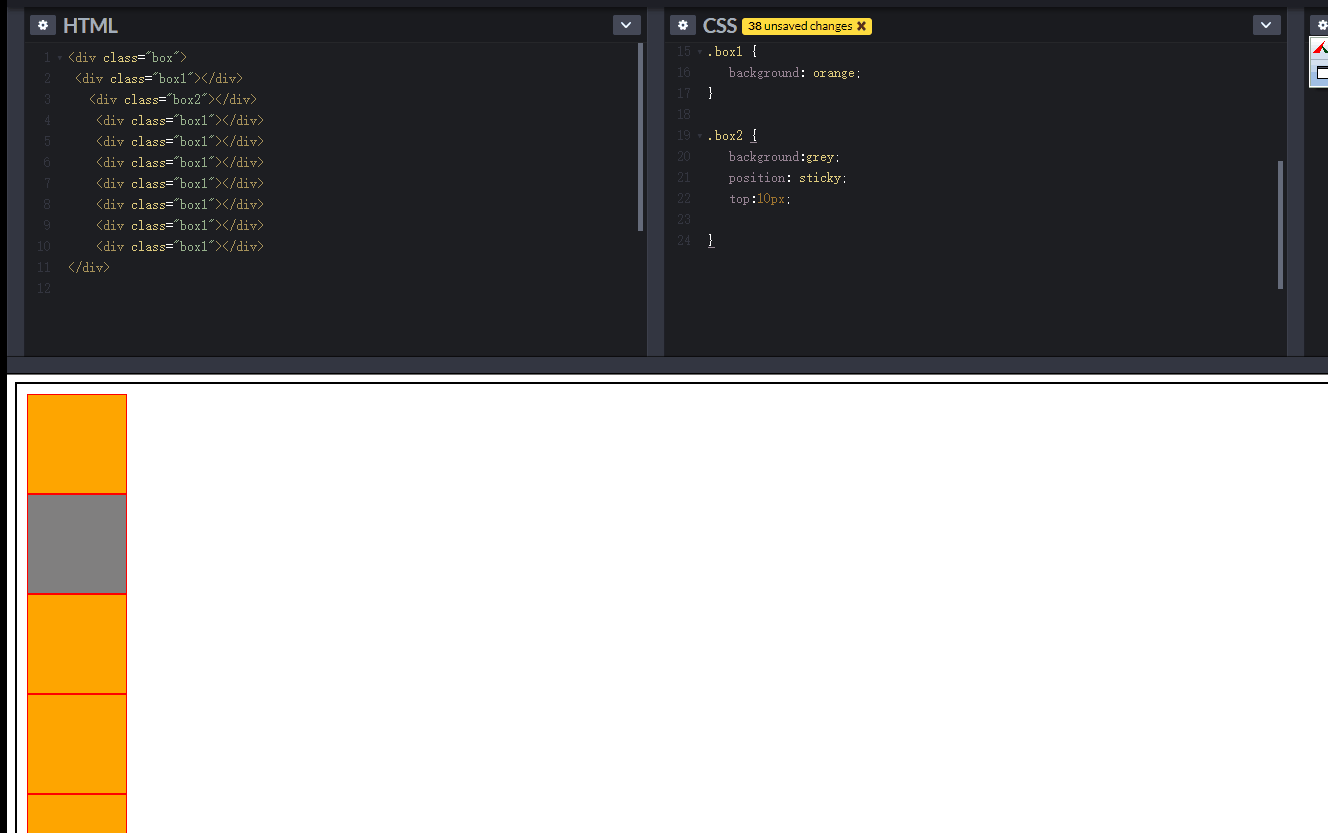 HTML
1 <div class="box">
2 <div class="box1"></div>
3 <div class="box2"></div>
4 <div class="box1"></div>
5 <div class="box1"></div>
6 <div class="box1"></div>
7 <div class="box1"></div>
8 <div class="box1"></div>
9 <div class="box1"></div>
10 <div class="box1"></div>
11 </div>
12
CSS 38 unsaved changes
15 .box1 {
16 background: orange;
17 }
18
19 .box2 {
20 background:grey;
21 position: sticky;
22 top:10px;
23
24 }